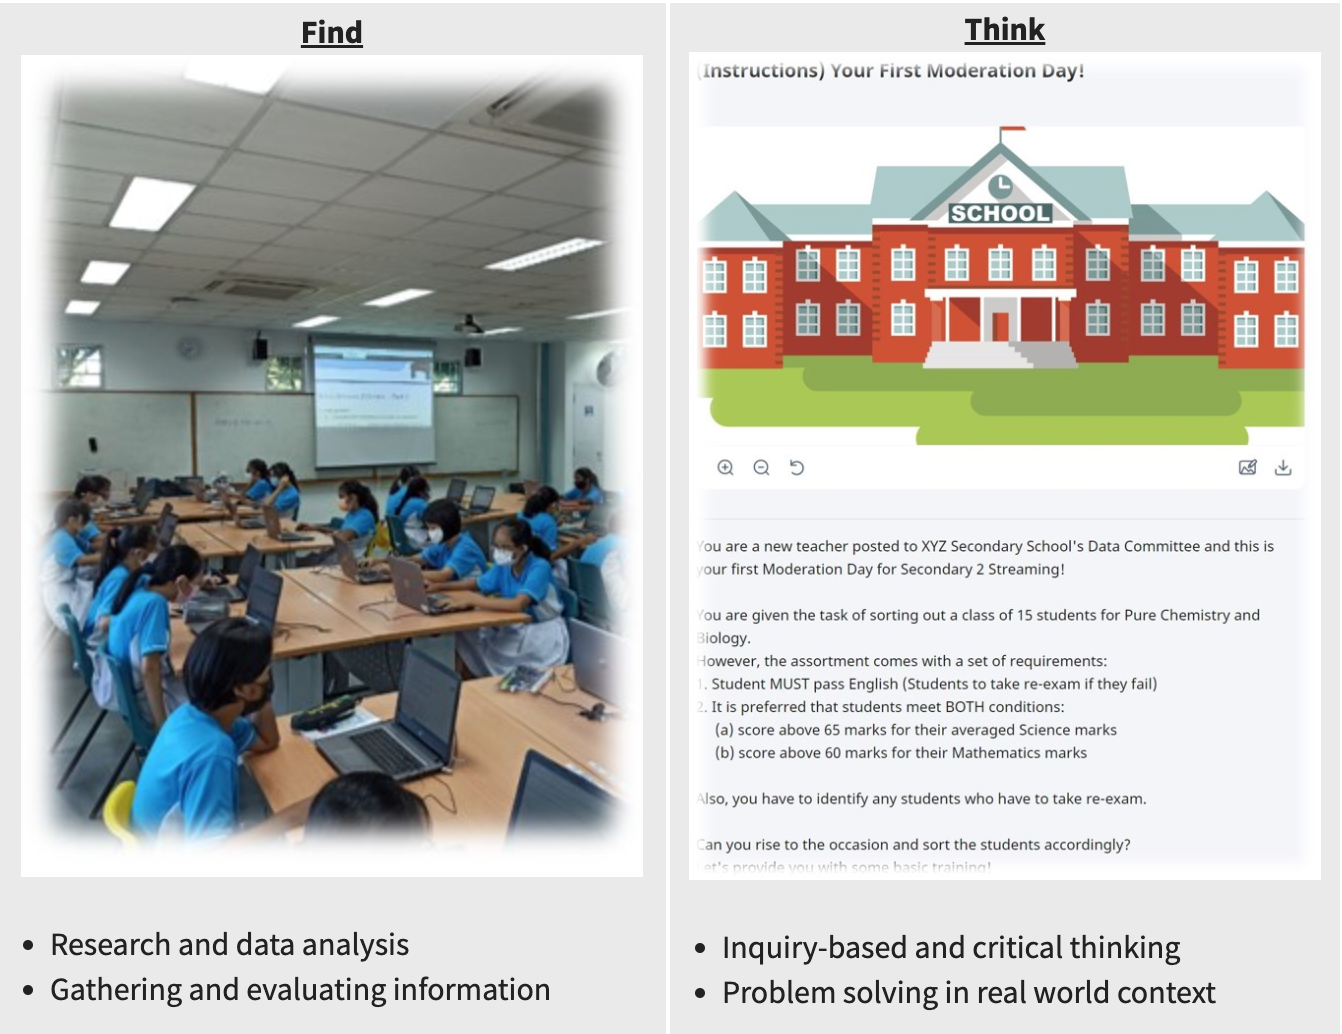 Find
Research and data analysis
Gathering and evaluating information
Think
(Instructions) Your First Moderation Day!
SCHOOL
You are a new teacher posted to XYZ Secondary School's Data Committee and this is
your first Moderation Day for Secondary 2 Streaming!
You are given the task of sorting out a class of 15 students for Pure Chemistry and
Biology.
However, the assortment comes with a set of requirements:
1. Student MUST pass English (Students to take re-exam if they fail)
2. It is preferred that students meet BOTH conditions:
(a) score above 65 marks for their averaged Science marks
(b) score above 60 marks for their Mathematics marks
Also, you have to identify any students who have to take re-exam.
Can you rise to the occasion and sort the students accordingly?
Let's provide you with some basic training!
Inquiry-based and critical thinking
Problem solving in real world context